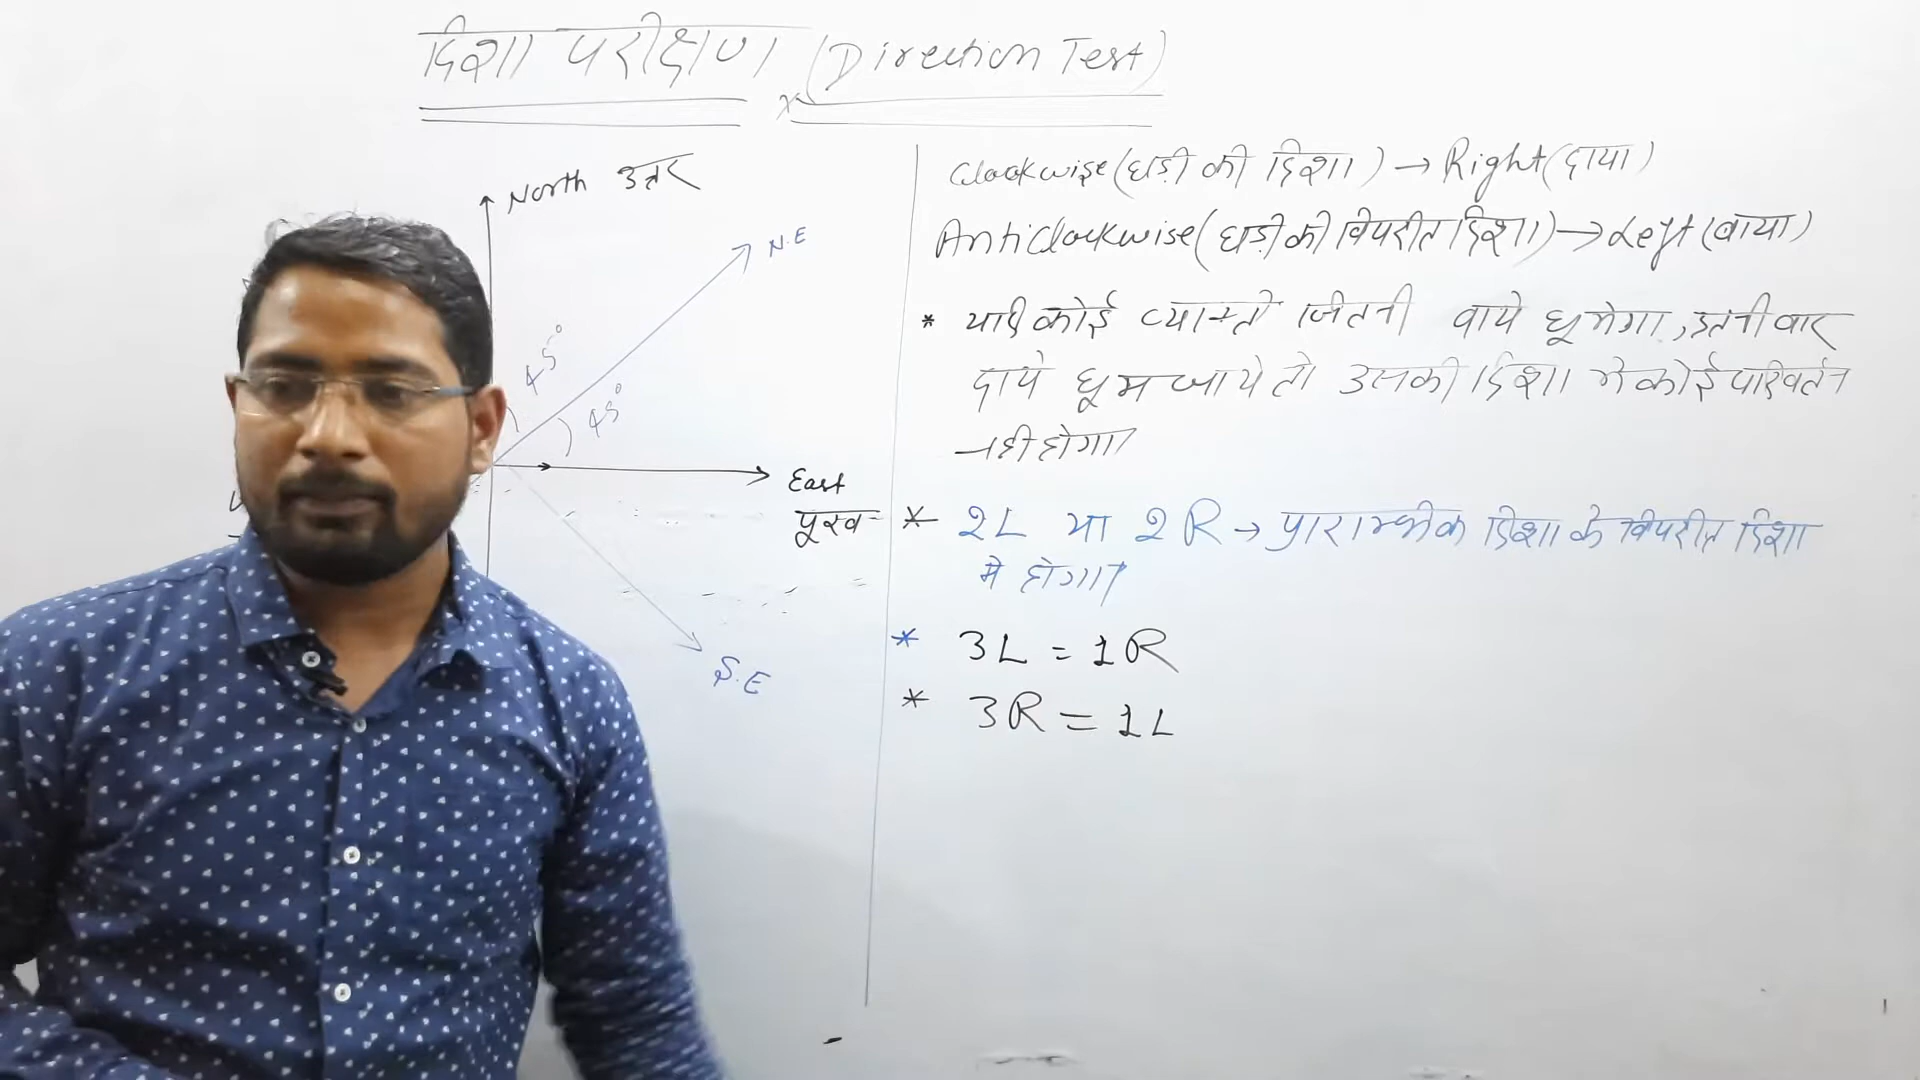 दिशा परीक्षण (Direction Test)
North उत्तर
N.E
45°
45°
East
पूरब
S.E
Clockwise (घड़ी की दिशा) → Right (दाया)
Anticlockwise (घड़ी की विपरीत दिशा) → Left (बाया)
* यदि कोई व्यक्ति जितनी बाये घूमेगा, उतनी बार
दाये घूम जाये तो उसकी दिशा मे कोई परिवर्तन
नही होगा
* 2L या 2R → प्रारम्भीक दिशा के विपरीत दिशा
मे होगा
* 3L = 1R
* 3R = 1L